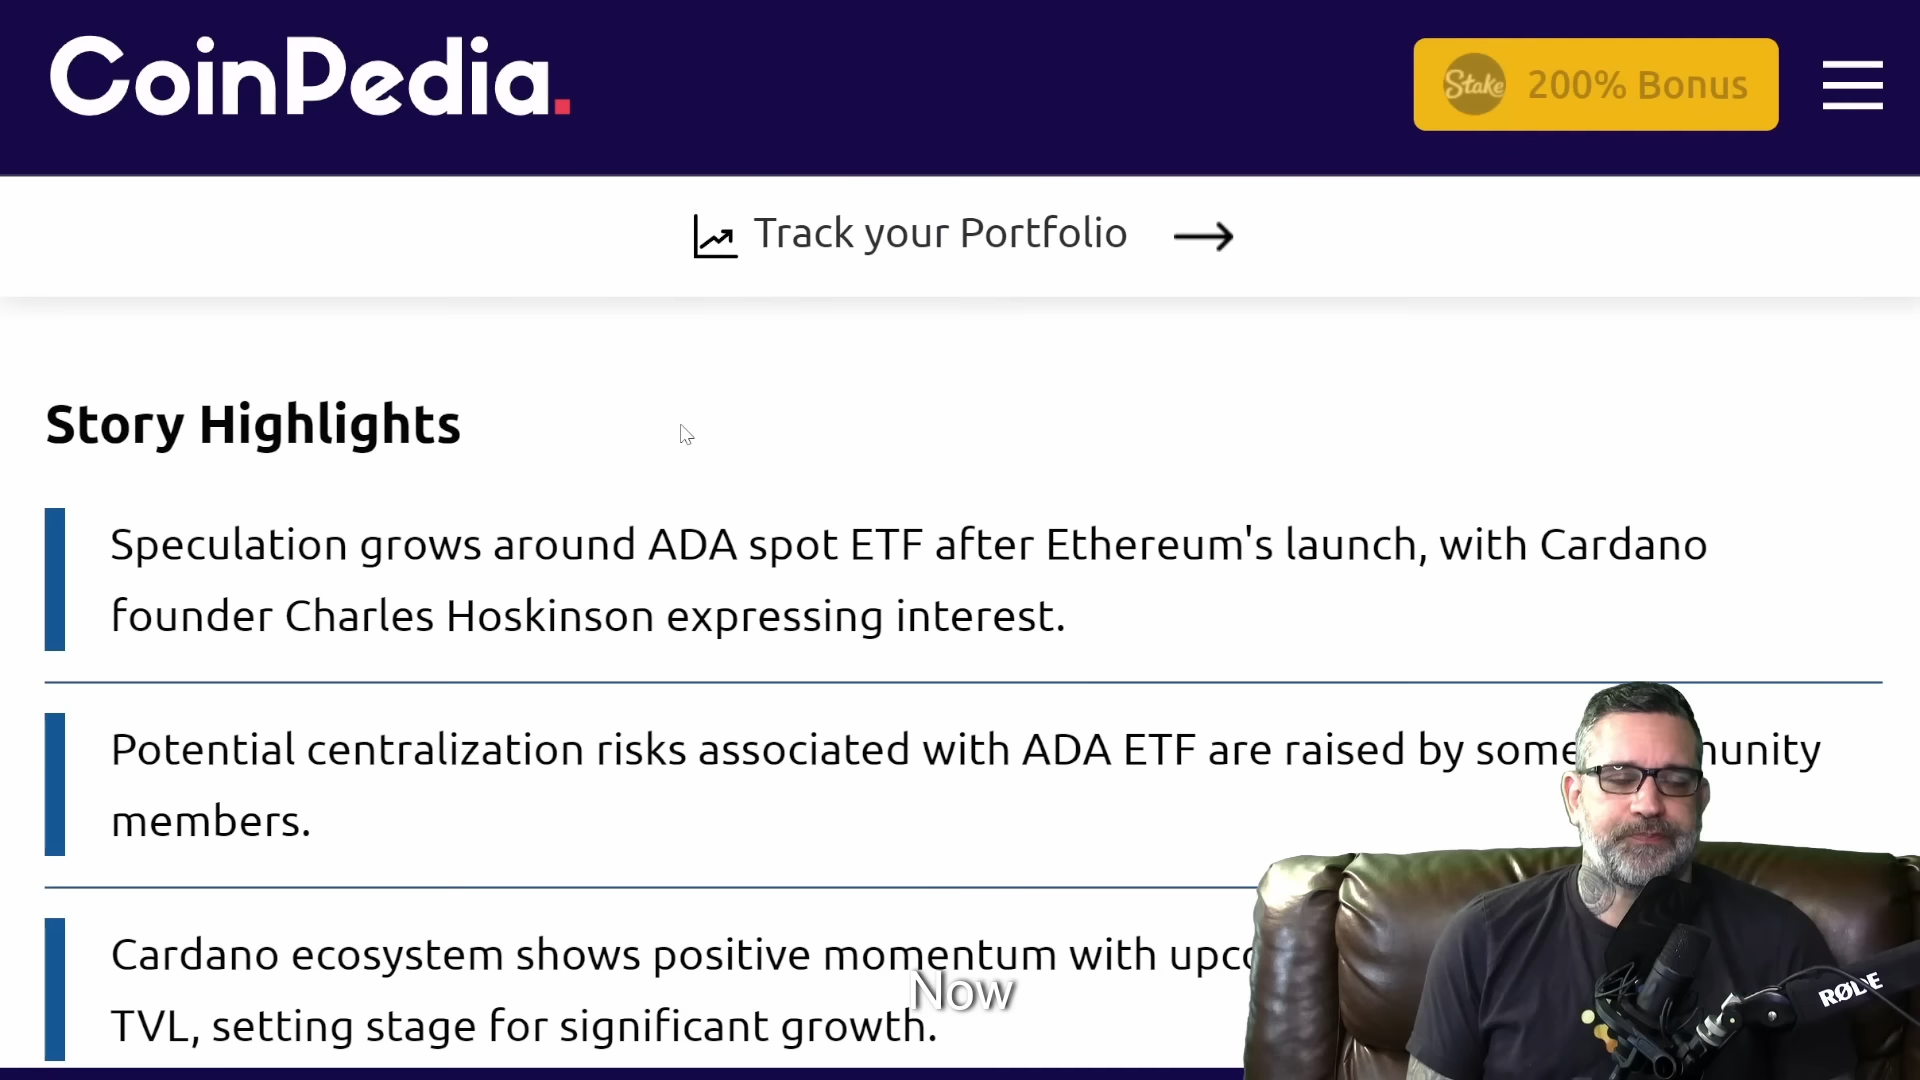 CoinPedia.
Stake 200% Bonus
Track your Portfolio
Story Highlights
Speculation grows around ADA spot ETF after Ethereum's launch, with Cardano
founder Charles Hoskinson expressing interest.
Potential centralization risks associated with ADA ETF are raised by some munity
members.
Cardano ecosystem shows positive momentum with upco
TVL, setting stage for significant growth.
Now
RØDE